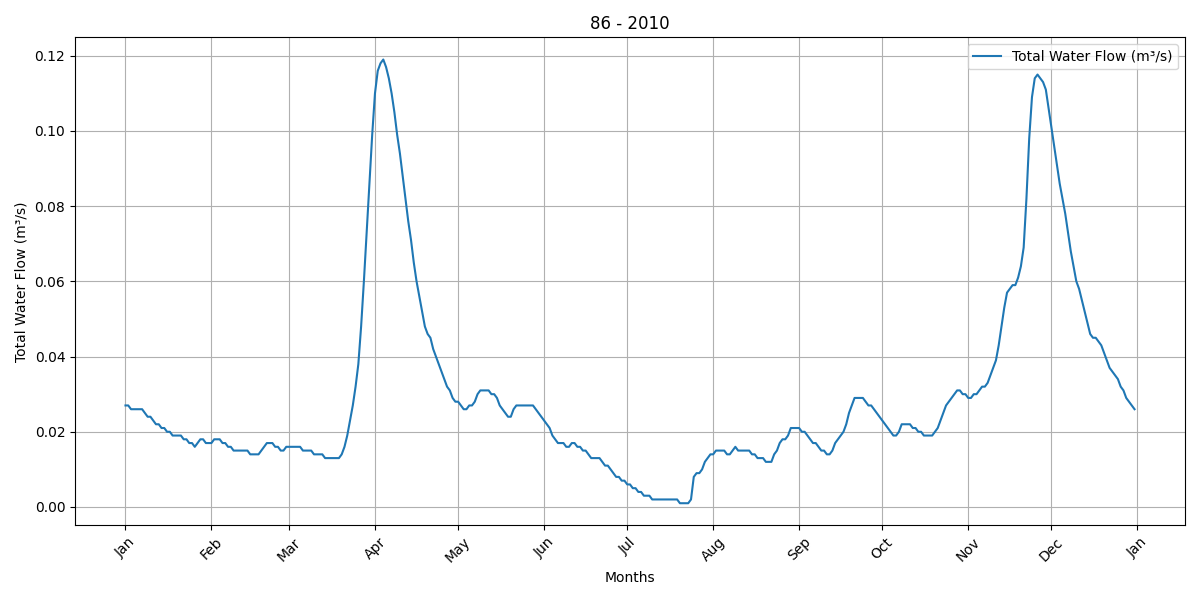 86 - 2010
Total Water Flow (m³/s)
Total Water Flow (m³/s)
0.12
0.10
0.08
0.06
0.04
0.02
0.00
Jan
Feb
Mar
Apr
May
Jun
Jul
Aug
Sep
Oct
Nov
Dec
Jan
Months